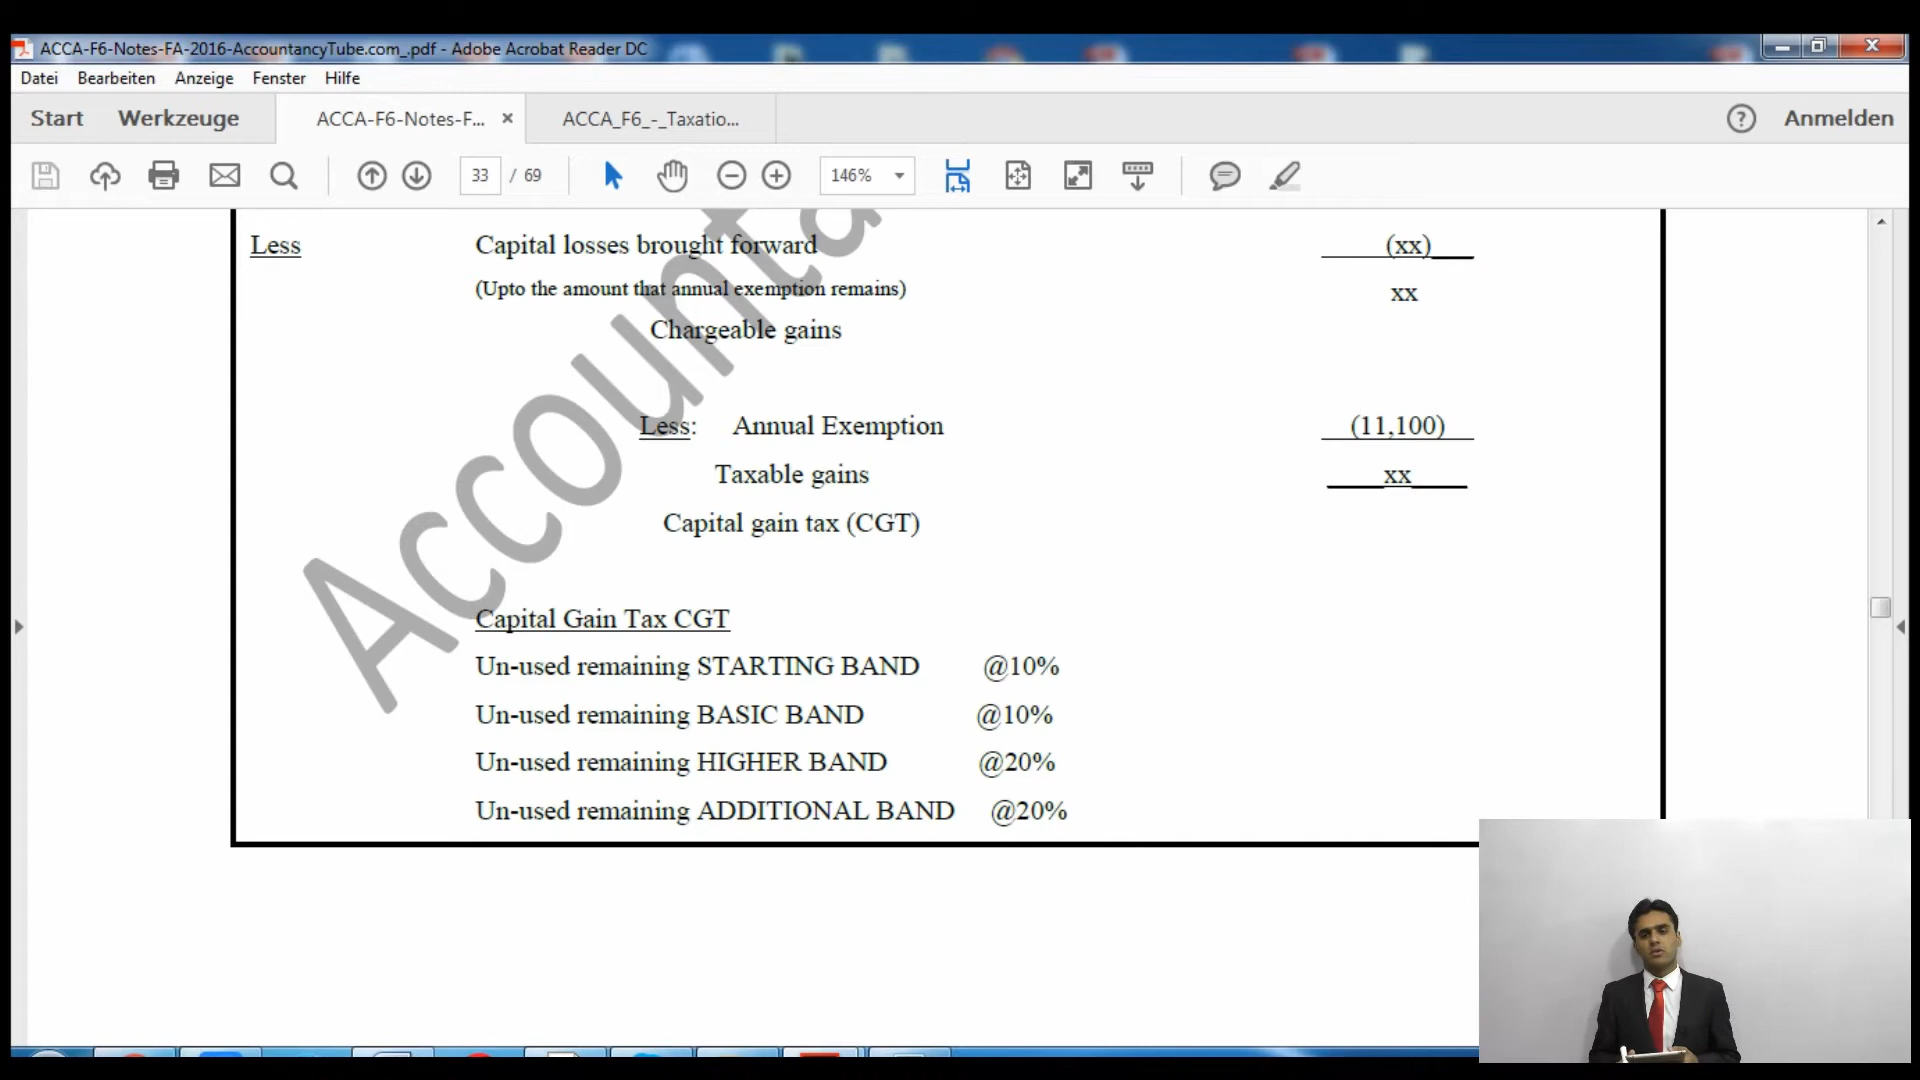 ACCA-F6-Notes-FA-2016-AccountancyTube.com_.pdf - Adobe Acrobat Reader DC
Datei Bearbeiten Anzeige Fenster Hilfe
Start Werkzeuge ACCA-F6-Notes-F... × ACCA_F6_-_Taxatio... ? Anmelden
33 / 69 146%
Less Capital losses brought forward (xx)
(Upto the amount that annual exemption remains) xx
Chargeable gains
Less: Annual Exemption (11,100)
Taxable gains xx
Capital gain tax (CGT)
Capital Gain Tax CGT
Un-used remaining STARTING BAND @10%
Un-used remaining BASIC BAND @10%
Un-used remaining HIGHER BAND @20%
Un-used remaining ADDITIONAL BAND @20%
Accounta